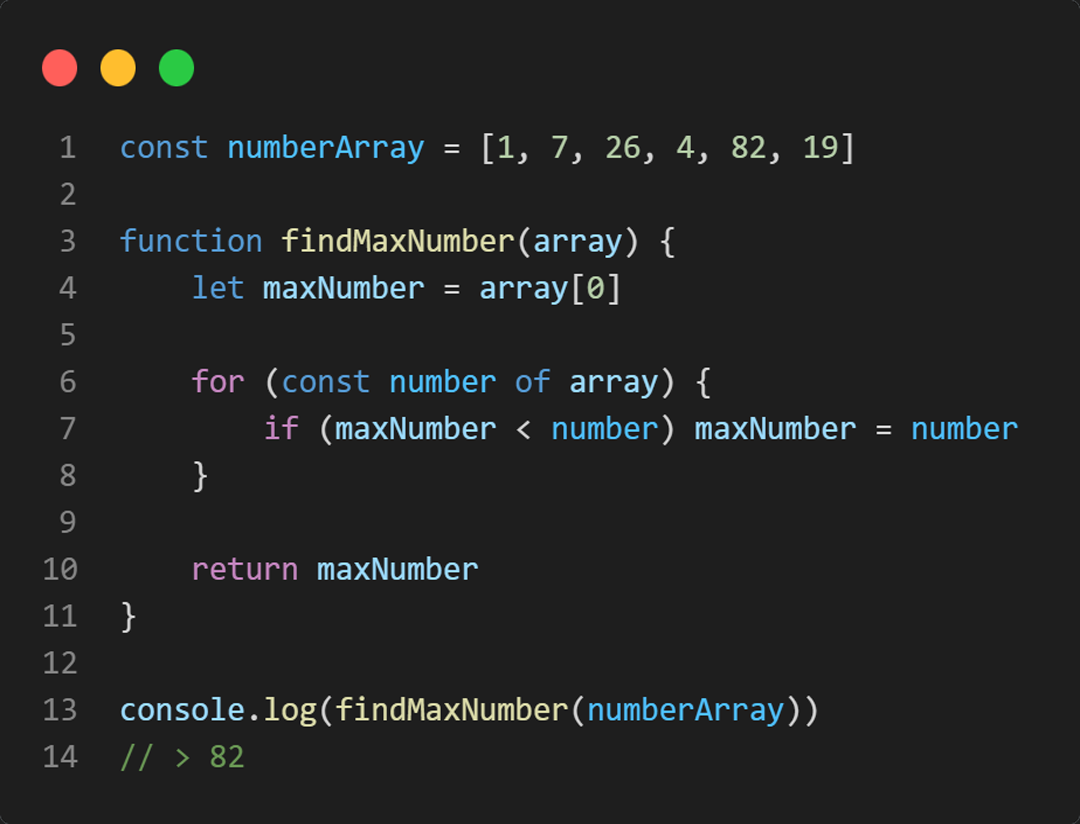 1 const numberArray = [1, 7, 26, 4, 82, 19]
2
3 function findMaxNumber(array) {
4     let maxNumber = array[0]
5
6     for (const number of array) {
7         if (maxNumber < number) maxNumber = number
8     }
9
10     return maxNumber
11 }
12
13 console.log(findMaxNumber(numberArray))
14 // > 82